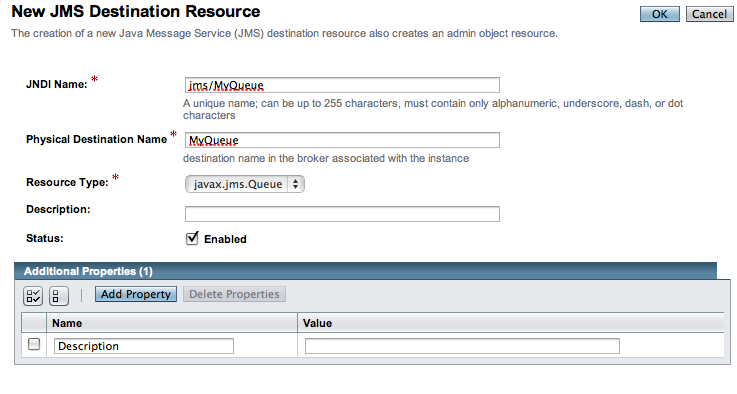 New JMS Destination Resource
OK
Cancel
The creation of a new Java Message Service (JMS) destination resource also creates an admin object resource.
JNDI Name: *
jms/MyQueue
A unique name; can be up to 255 characters, must contain only alphanumeric, underscore, dash, or dot
characters
Physical Destination Name *
MyQueue
destination name in the broker associated with the instance
Resource Type: *
javax.jms.Queue
Description:
Status:
Enabled
Additional Properties (1)
Add Property
Delete Properties
Name
Value
Description